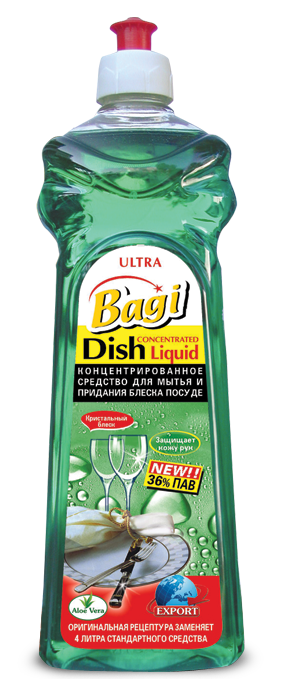 ULTRA
Bagi
Dish CONCENTRATED
Liquid
КОНЦЕНТРИРОВАННОЕ
СРЕДСТВО ДЛЯ МЫТЬЯ И
ПРИДАНИЯ БЛЕСКА ПОСУДЕ
Кристальный
блеск
Защищает
кожу рук
NEW!!
36% ПАВ
Aloe Vera
EXPORT
ОРИГИНАЛЬНАЯ РЕЦЕПТУРА ЗАМЕНЯЕТ
4 ЛИТРА СТАНДАРТНОГО СРЕДСТВА